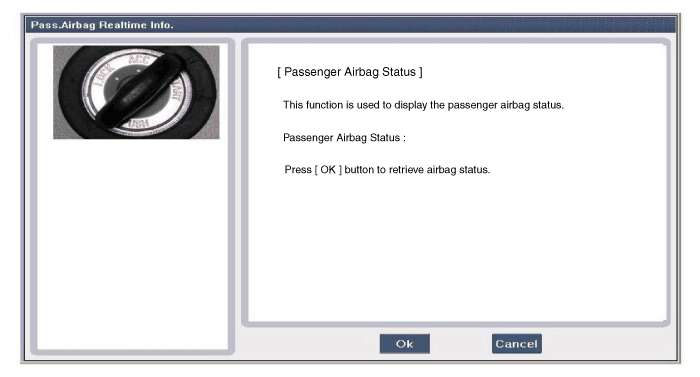 Pass.Airbag Realtime Info.
LOCK
ACC
START
PUSH
[ Passenger Airbag Status ]
This function is used to display the passenger airbag status.
Passenger Airbag Status :
Press [ OK ] button to retrieve airbag status.
Ok
Cancel